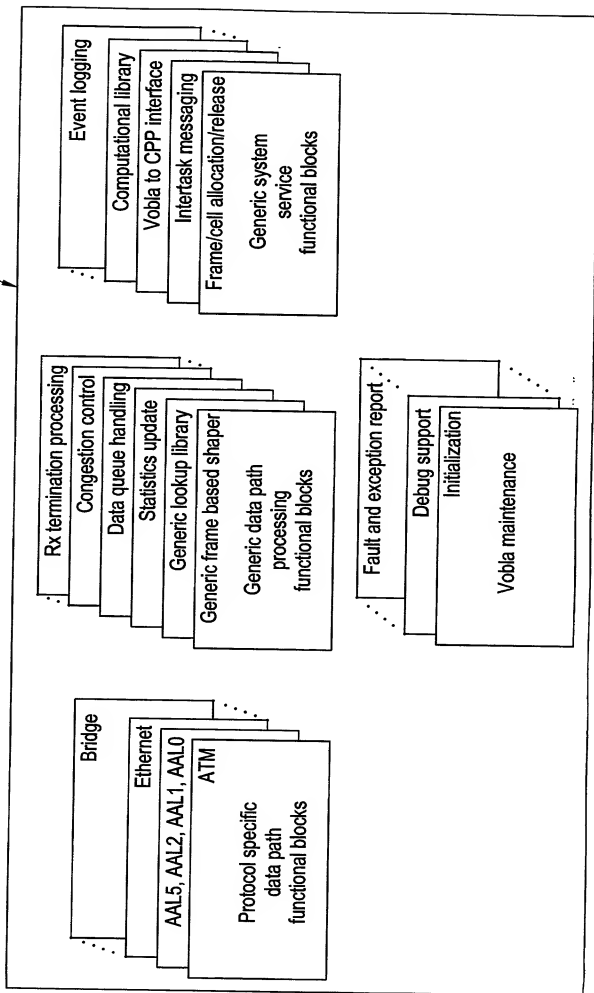 Bridge
Ethernet
AAL5, AAL2, AAL1, AAL0
ATM
Protocol specific
data path
functional blocks
Rx termination processing
Congestion control
Data queue handling
Statistics update
Generic lookup library
Generic frame based shaper
Generic data path
processing
functional blocks
Event logging
Computational library
Vobla to CPP interface
Intertask messaging
Frame/cell allocation/release
Generic system
service
functional blocks
Fault and exception report
Debug support
Initialization
Vobla maintenance